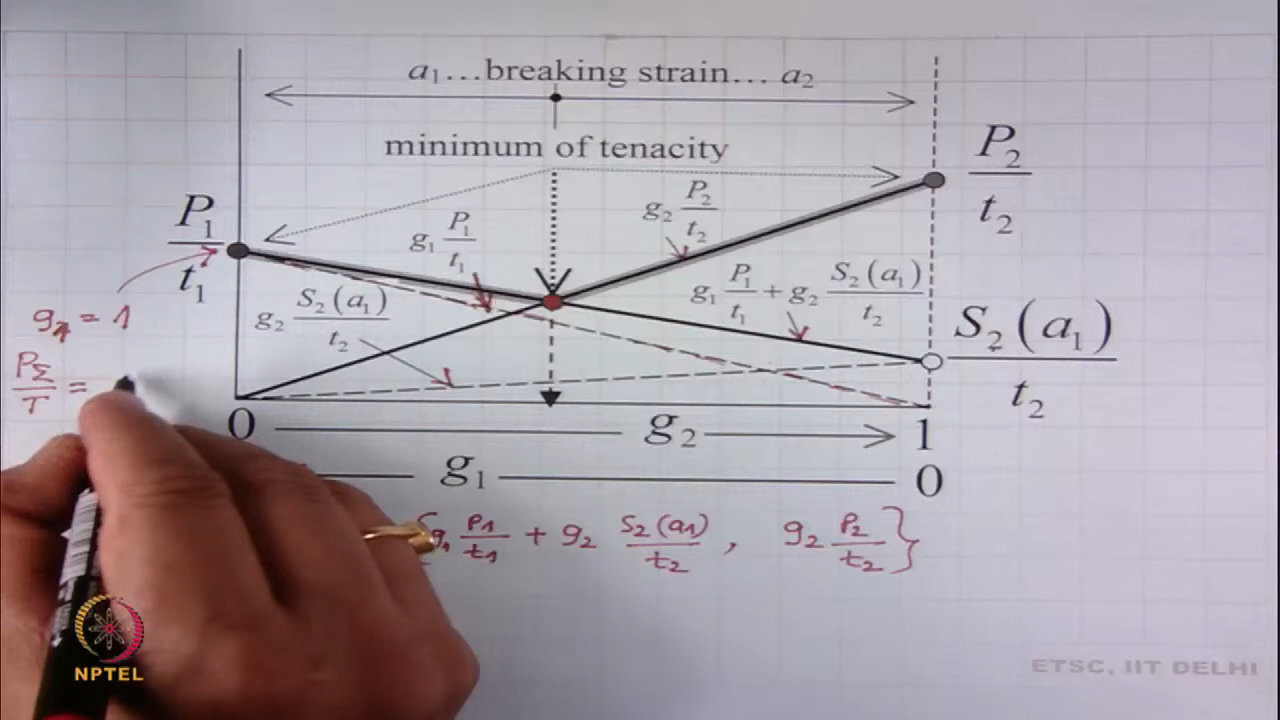 a₁...breaking strain... a₂
minimum of tenacity
P₂/t₂
P₁/t₁
g₁ P₁/t₁
g₂ P₂/t₂
g₂ S₂(a₁)/t₂
g₁ P₁/t₁ + g₂ S₂(a₁)/t₂
S₂(a₁)/t₂
g₁ = 1
P_Σ/T =
0 g₂ 1
g₁ 0
{g₁ P₁/t₁ + g₂ S₂(a₁)/t₂ , g₂ P₂/t₂}
NPTEL
ETSC, IIT DELHI